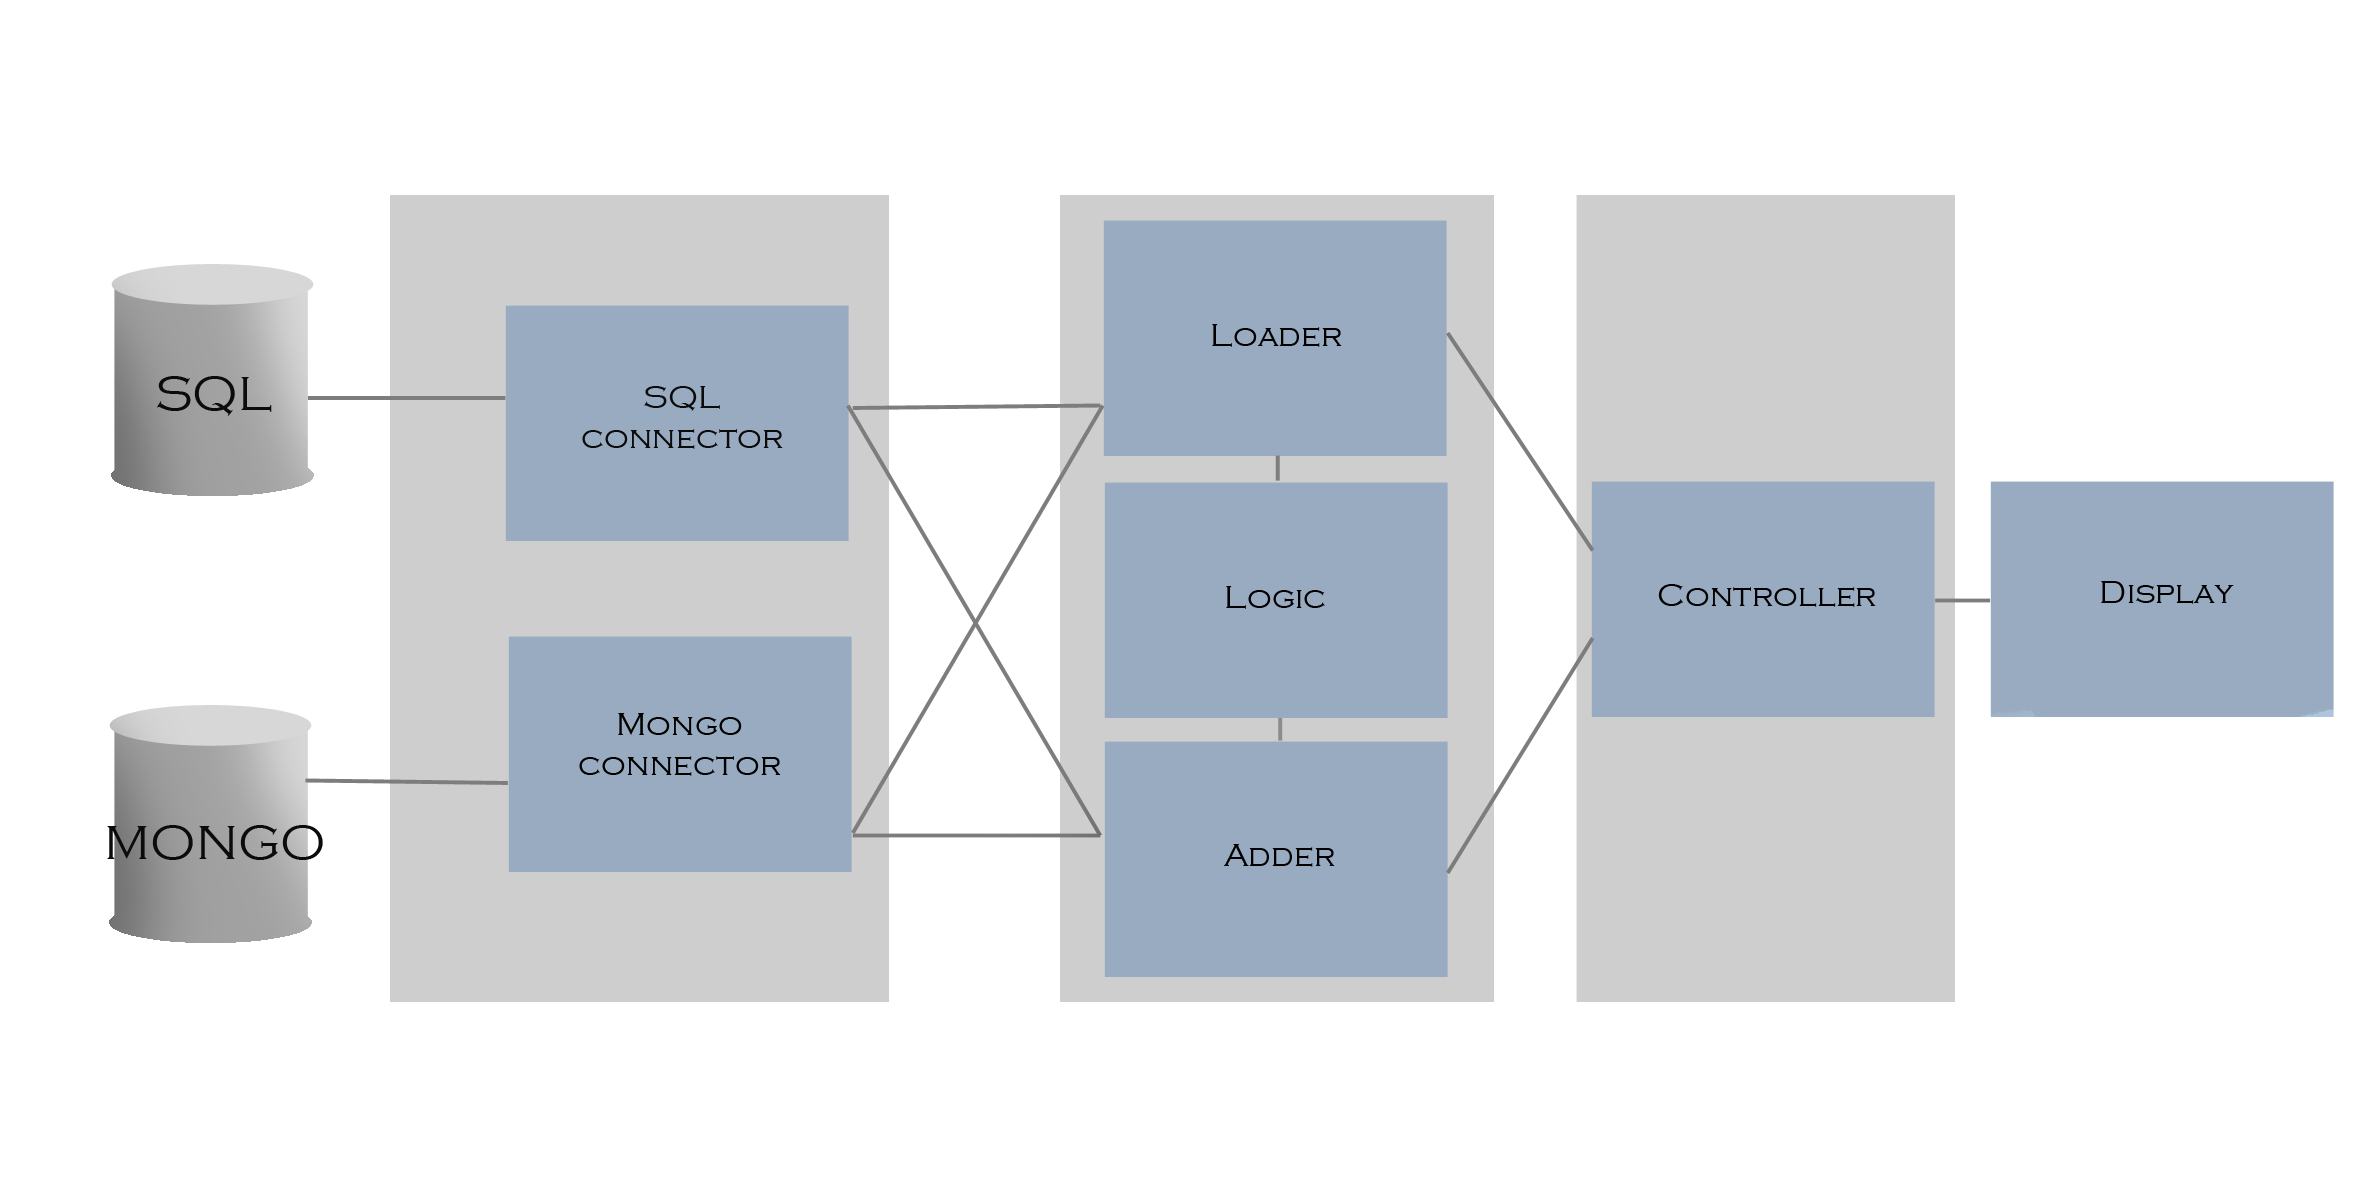 SQL
SQL
connector
Mongo
connector
MONGO
Loader
Logic
Adder
Controller
Display